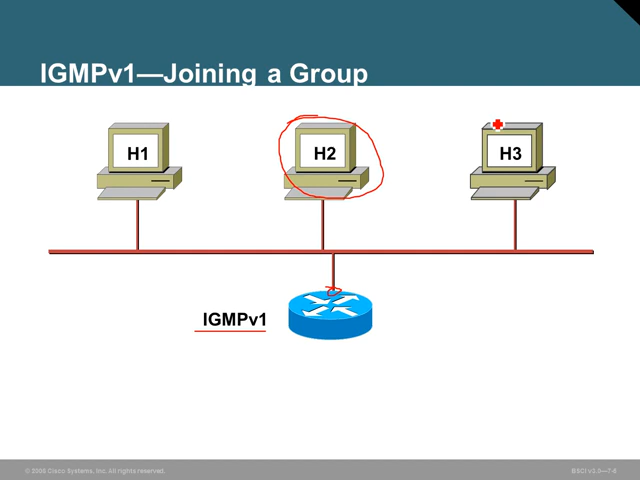 IGMPv1—Joining a Group
H1
H2
H3
IGMPv1
© 2006 Cisco Systems, Inc. All rights reserved.
BSCI v3.0—7-6